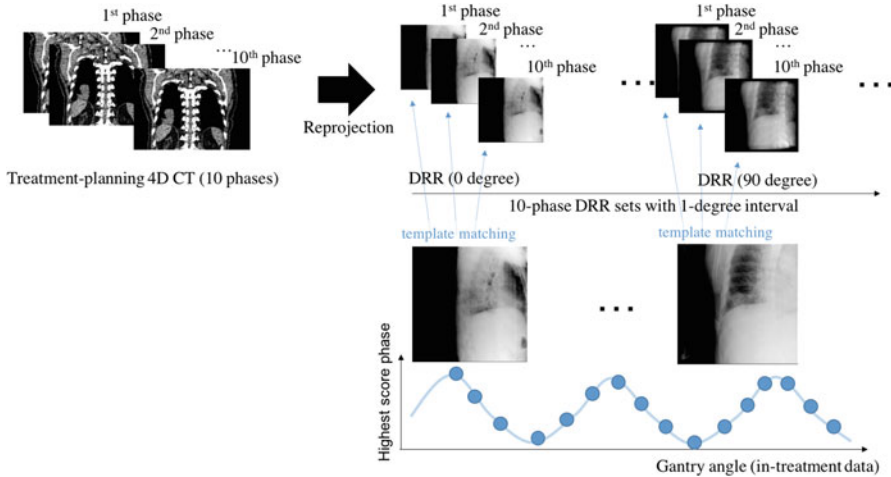 1st phase
2nd phase
…
10th phase
Reprojection
Treatment-planning 4D CT (10 phases)
1st phase
2nd phase
…
10th phase
DRR (0 degree)
1st phase
2nd phase
…
10th phase
DRR (90 degree)
10-phase DRR sets with 1-degree interval
template matching
template matching
Highest score phase
Gantry angle (in-treatment data)